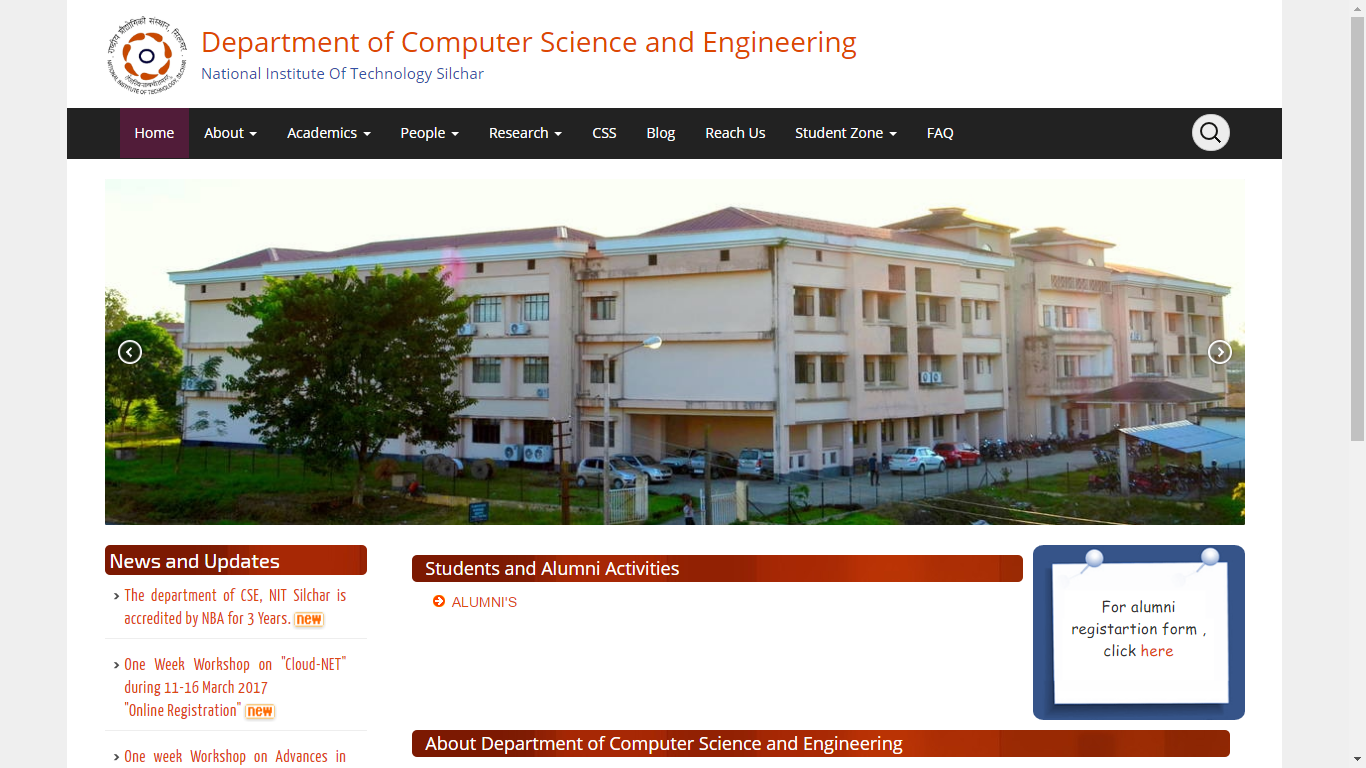 राष्ट्रीय प्रौद्योगिकी संस्थान, सिलचर
NATIONAL INSTITUTE OF TECHNOLOGY, SILCHAR
Department of Computer Science and Engineering
National Institute Of Technology Silchar
Home About Academics People Research CSS Blog Reach Us Student Zone FAQ
News and Updates
The department of CSE, NIT Silchar is
accredited by NBA for 3 Years. new
One Week Workshop on "Cloud-NET"
during 11-16 March 2017
"Online Registration" new
One week Workshop on Advances in
Students and Alumni Activities
ALUMNI'S
For alumni
registartion form ,
click here
About Department of Computer Science and Engineering